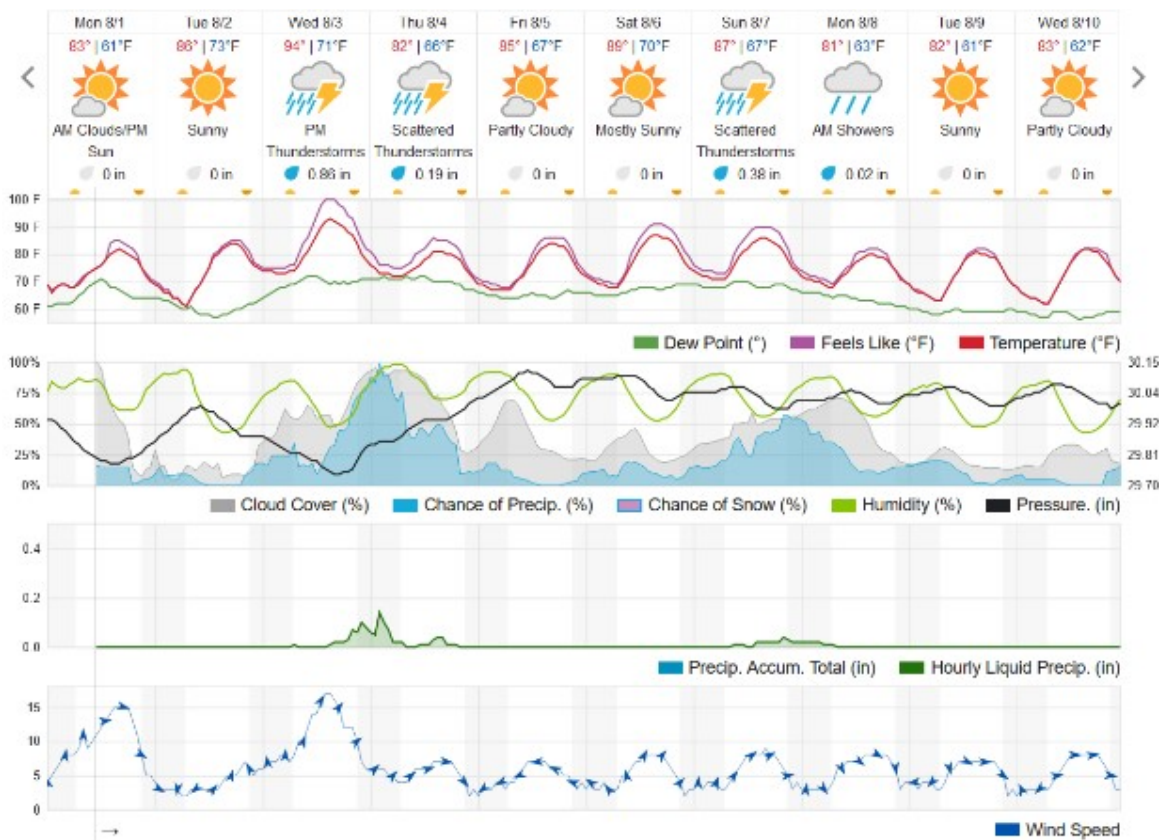 Mon 8/1 Tue 8/2 Wed 8/3 Thu 8/4 Fri 8/5 Sat 8/6 Sun 8/7 Mon 8/8 Tue 8/9 Wed 8/10
83° | 61°F 86° | 73°F 94° | 71°F 82° | 66°F 85° | 67°F 89° | 70°F 87° | 67°F 81° | 63°F 82° | 61°F 83° | 62°F
AM Clouds/PM Sunny PM Scattered Partly Cloudy Mostly Sunny Scattered AM Showers Sunny Partly Cloudy
Sun Thunderstorms Thunderstorms Thunderstorms
0 in 0 in 0.86 in 0.19 in 0 in 0 in 0.38 in 0.02 in 0 in 0 in
100 F
90 F
80 F
70 F
60 F
Dew Point (°) Feels Like (°F) Temperature (°F)
100% 30.15
75% 30.04
50% 29.92
25% 29.81
0% 29.70
Cloud Cover (%) Chance of Precip. (%) Chance of Snow (%) Humidity (%) Pressure. (in)
0.4
0.2
0.0
Precip. Accum. Total (in) Hourly Liquid Precip. (in)
15
10
5
0
Wind Speed